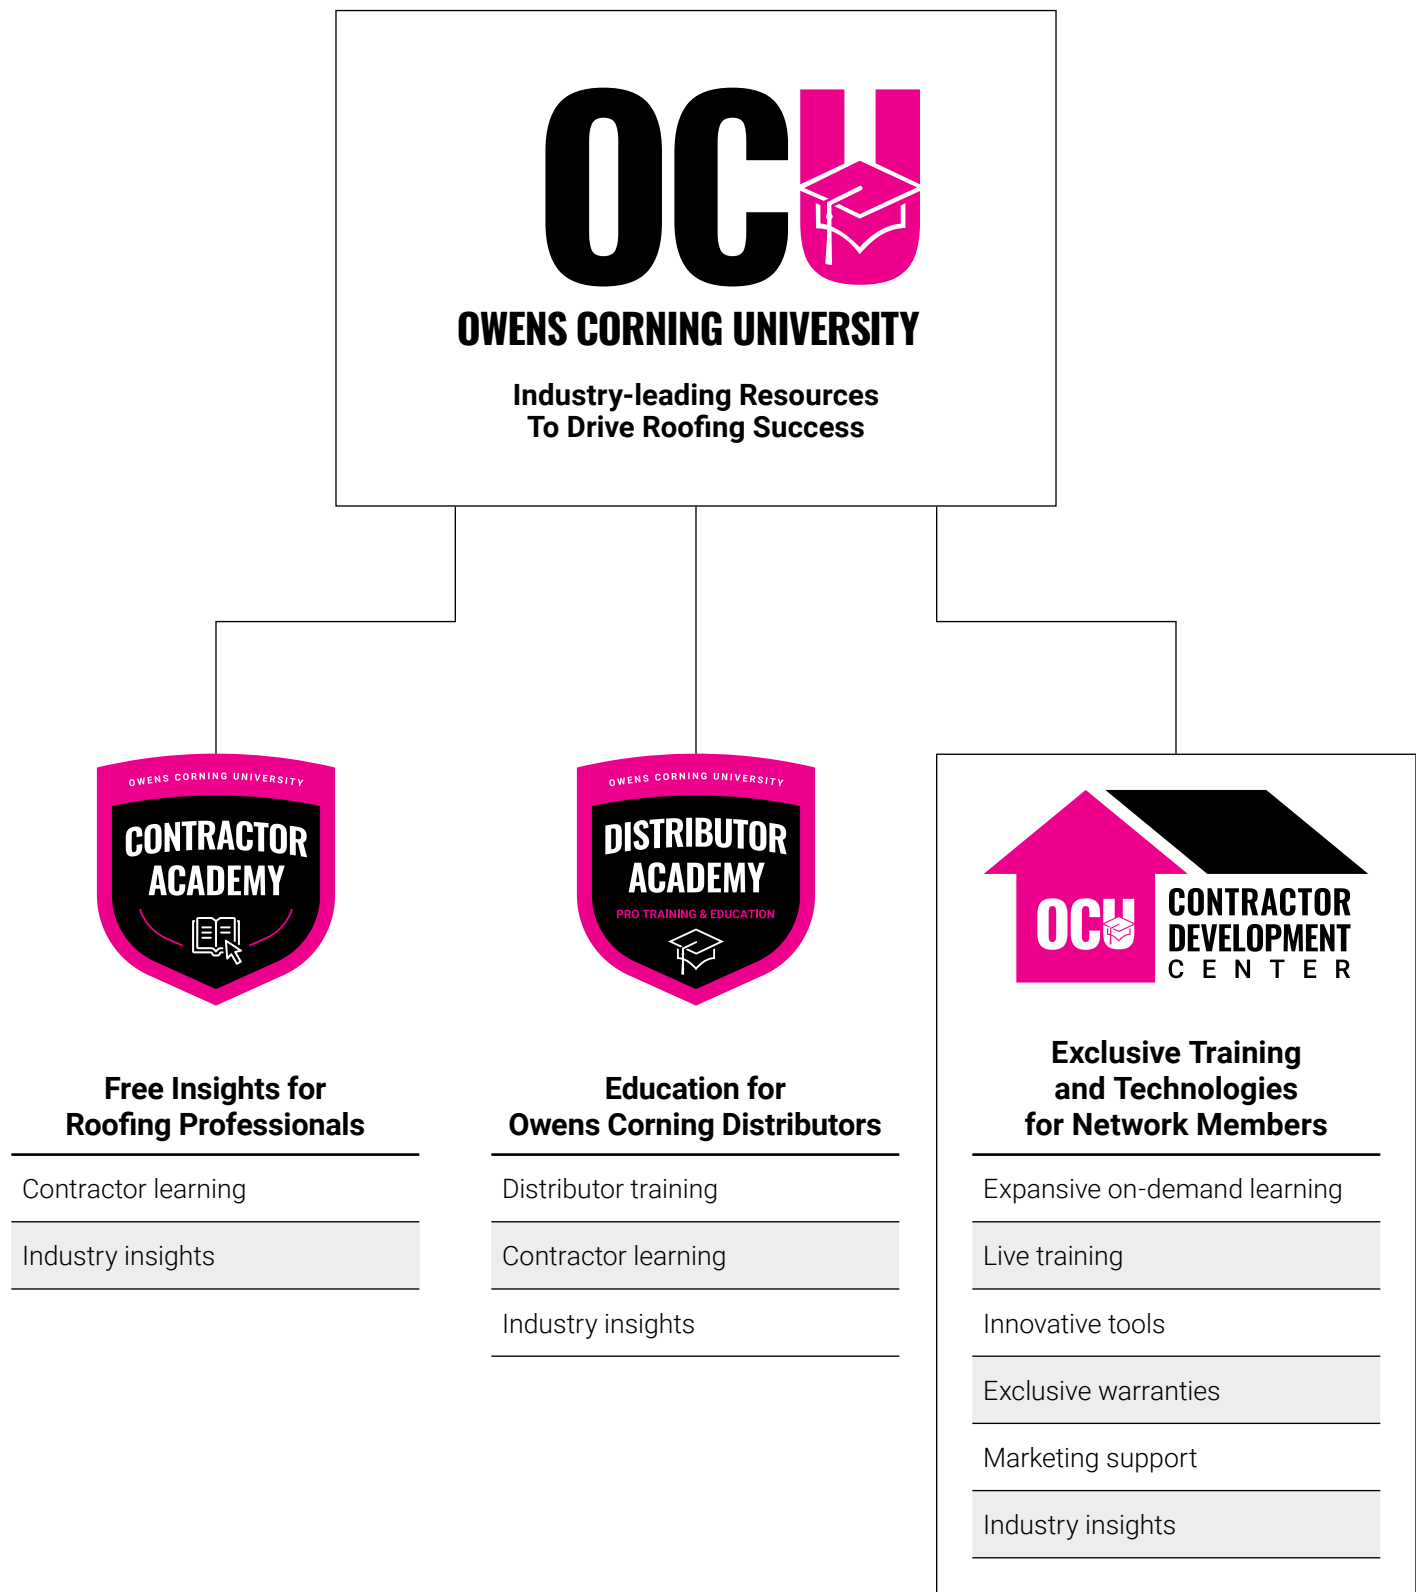 OCU
OWENS CORNING UNIVERSITY
Industry-leading Resources
To Drive Roofing Success
OWENS CORNING UNIVERSITY
CONTRACTOR
ACADEMY
Free Insights for
Roofing Professionals
Contractor learning
Industry insights
OWENS CORNING UNIVERSITY
DISTRIBUTOR
ACADEMY
PRO TRAINING & EDUCATION
Education for
Owens Corning Distributors
Distributor training
Contractor learning
Industry insights
OCU
CONTRACTOR
DEVELOPMENT
CENTER
Exclusive Training
and Technologies
for Network Members
Expansive on-demand learning
Live training
Innovative tools
Exclusive warranties
Marketing support
Industry insights